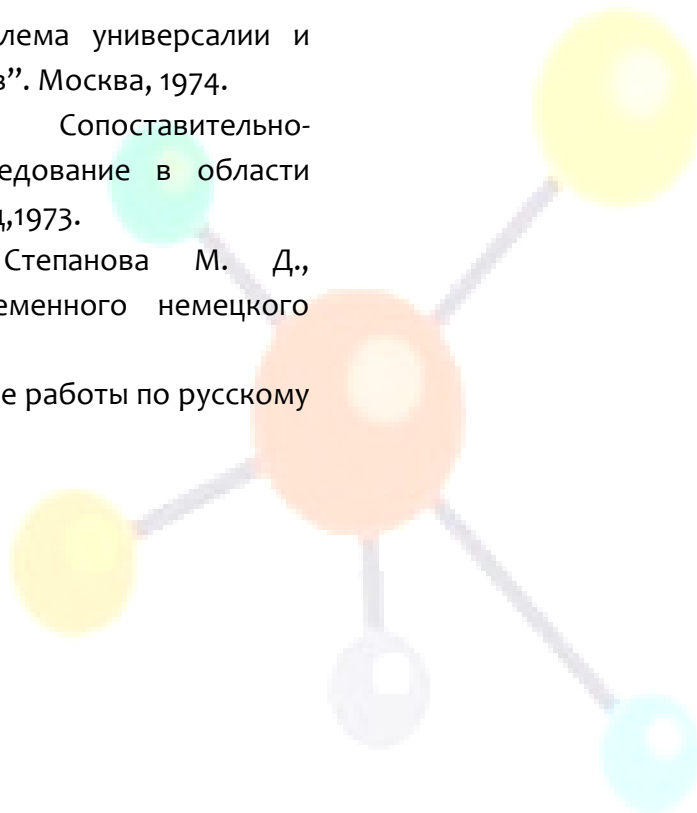 лема универсалии и
в”. Москва, 1974.
Сопоставительно-
едование в области
д,1973.
Степанова М. Д.,
еменного немецкого
е работы по русскому